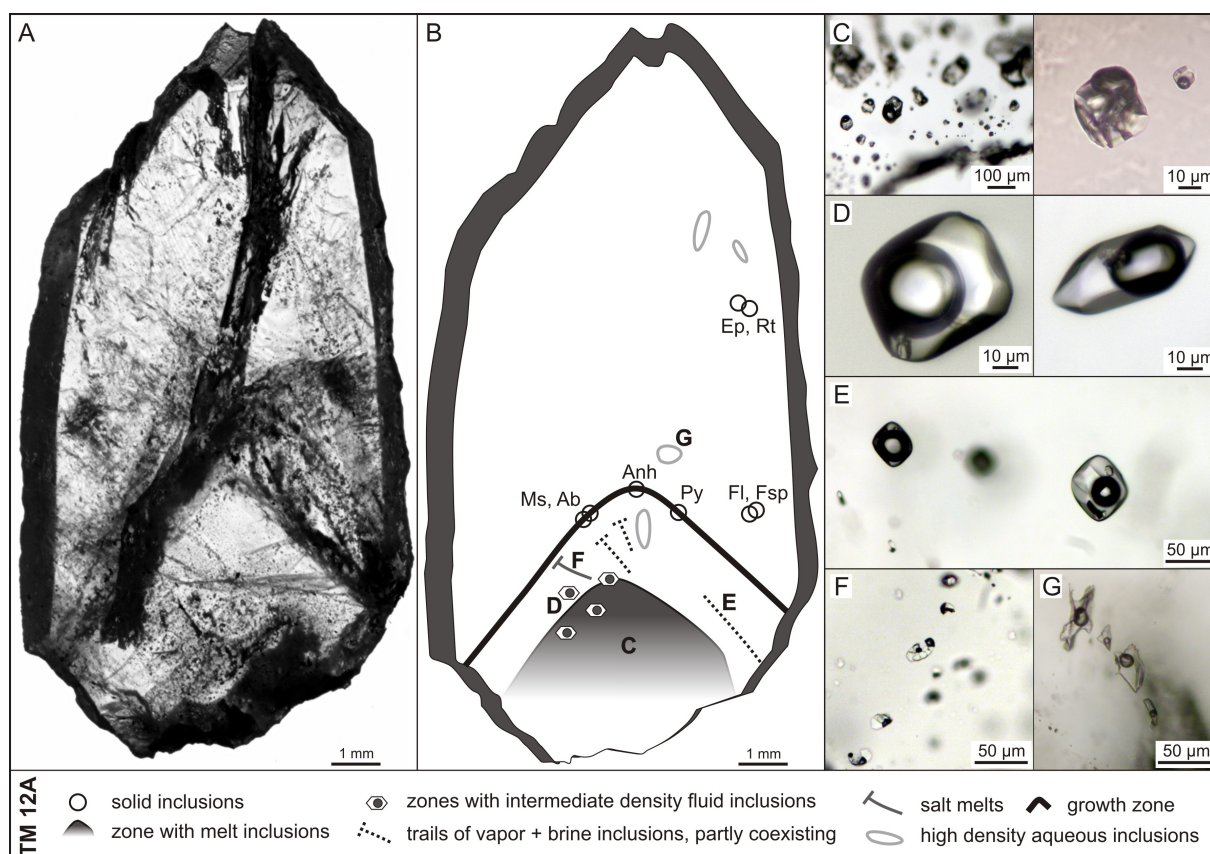 A
1 mm
B
Ep, Rt
G
Anh
Ms, Ab
Py
Fl, Fsp
F
D
E
C
1 mm
C
100 µm
10 µm
D
10 µm
10 µm
E
50 µm
F
50 µm
G
50 µm
TM 12A
solid inclusions
zone with melt inclusions
zones with intermediate density fluid inclusions
trails of vapor + brine inclusions, partly coexisting
salt melts
growth zone
high density aqueous inclusions